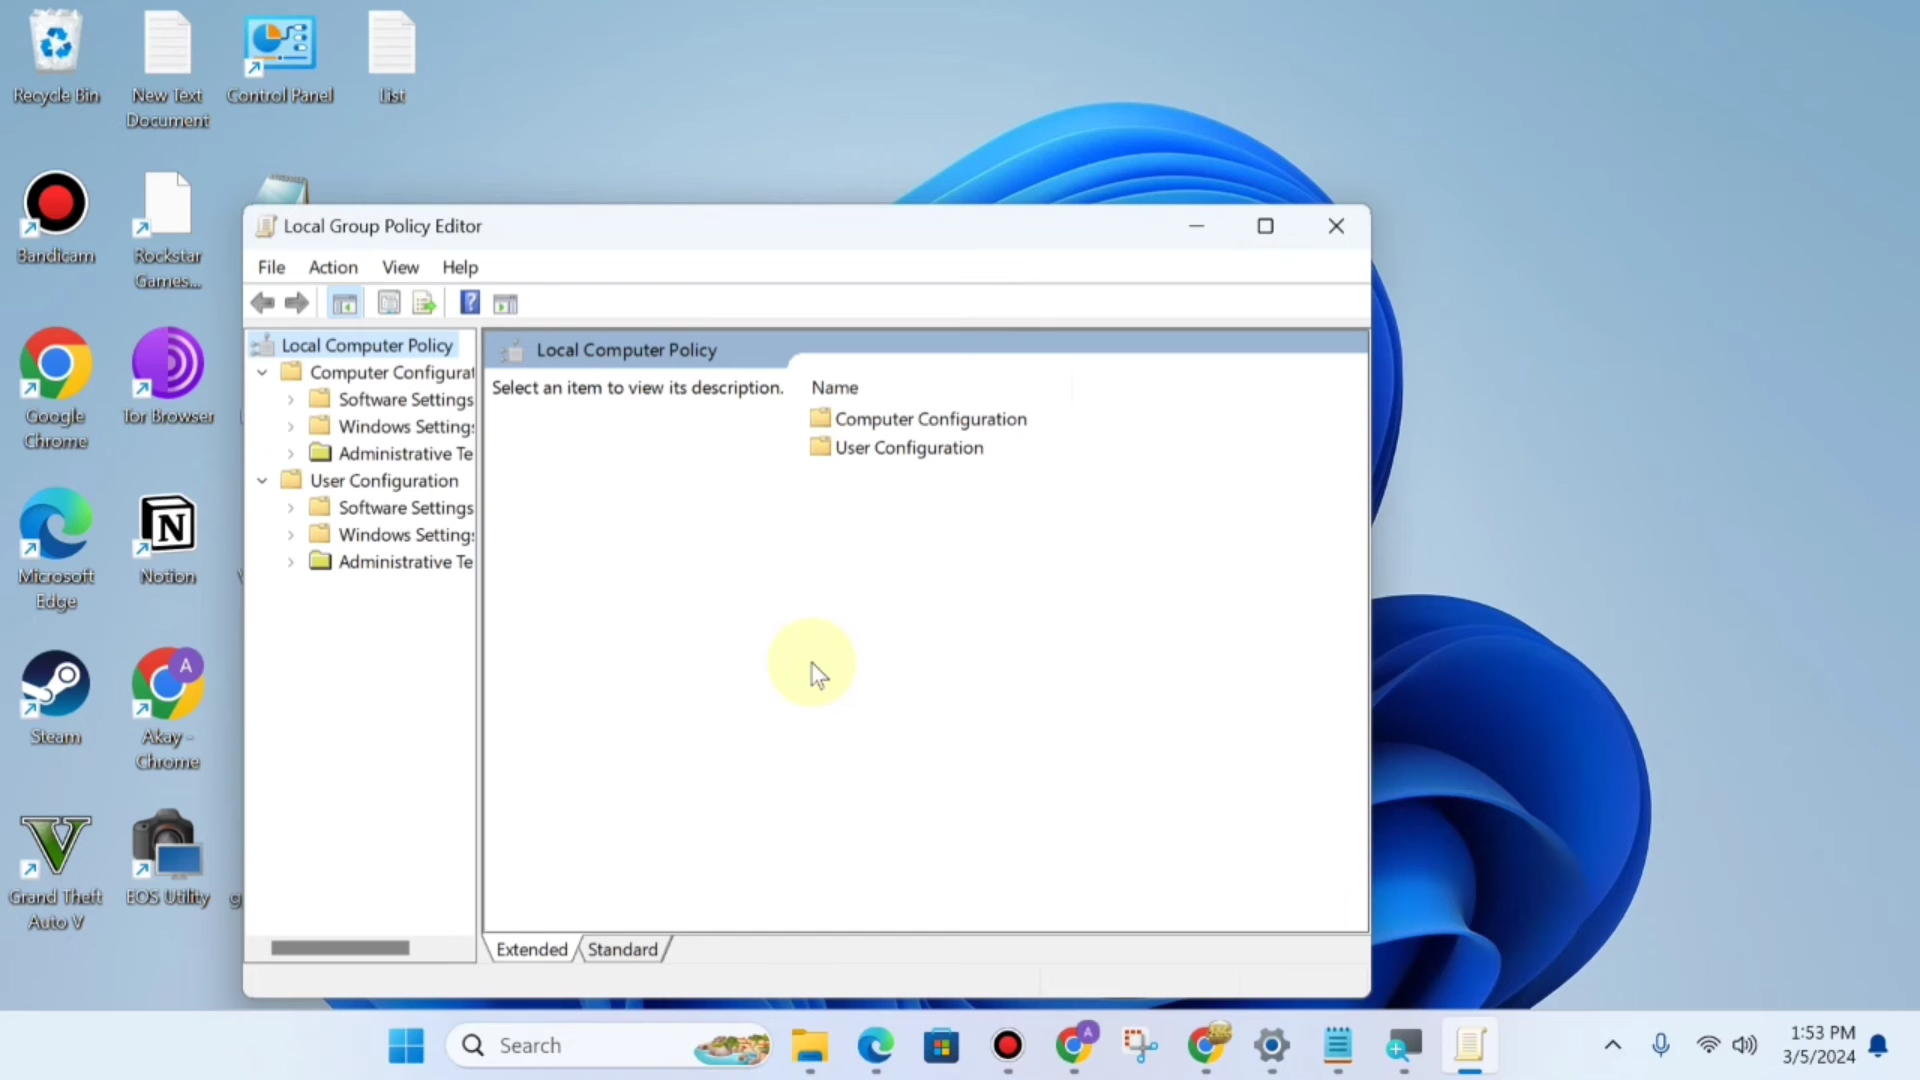 Recycle Bin
New Text
Document
Control Panel
List
Bandicam
Rockstar
Games...
Google
Chrome
Tor Browser
Microsoft
Edge
Notion
Steam
A
Akay -
Chrome
Grand Theft
Auto V
EOS Utility
g
Local Group Policy Editor
File
Action
View
Help
Local Computer Policy
Computer Configurat
Software Settings
Windows Setting
Administrative Te
User Configuration
Software Settings
Windows Setting
Administrative Te
Local Computer Policy
Select an item to view its description.
Name
Computer Configuration
User Configuration
Extended
Standard
Search
A
1:53 PM
3/5/2024